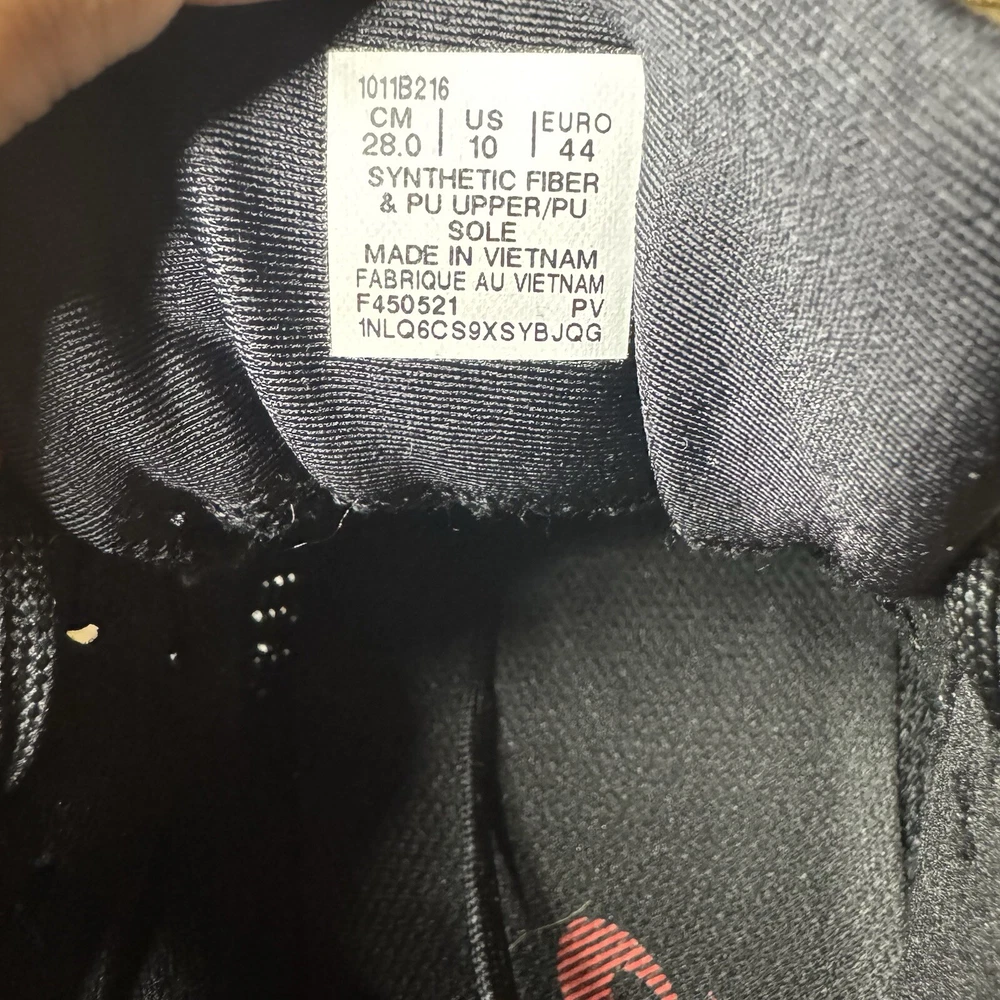 1011B216
CM | US | EURO
28.0 | 10 | 44
SYNTHETIC FIBER
& PU UPPER/PU
SOLE
MADE IN VIETNAM
FABRIQUE AU VIETNAM
F450521 PV
1NLQ6CS9XSYBJQG